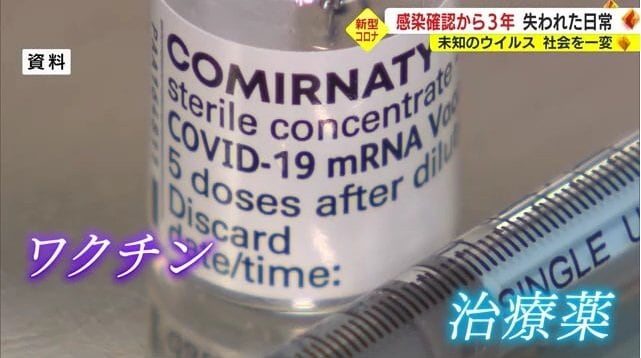 新型
コロナ
感染確認から3年 失われた日常
未知のウイルス 社会を一変
資料
COMIRNATY
sterile concentrate
COVID-19 mRNA
5 doses after
Discard
date/time:
ワクチン
SINGLE
治療薬